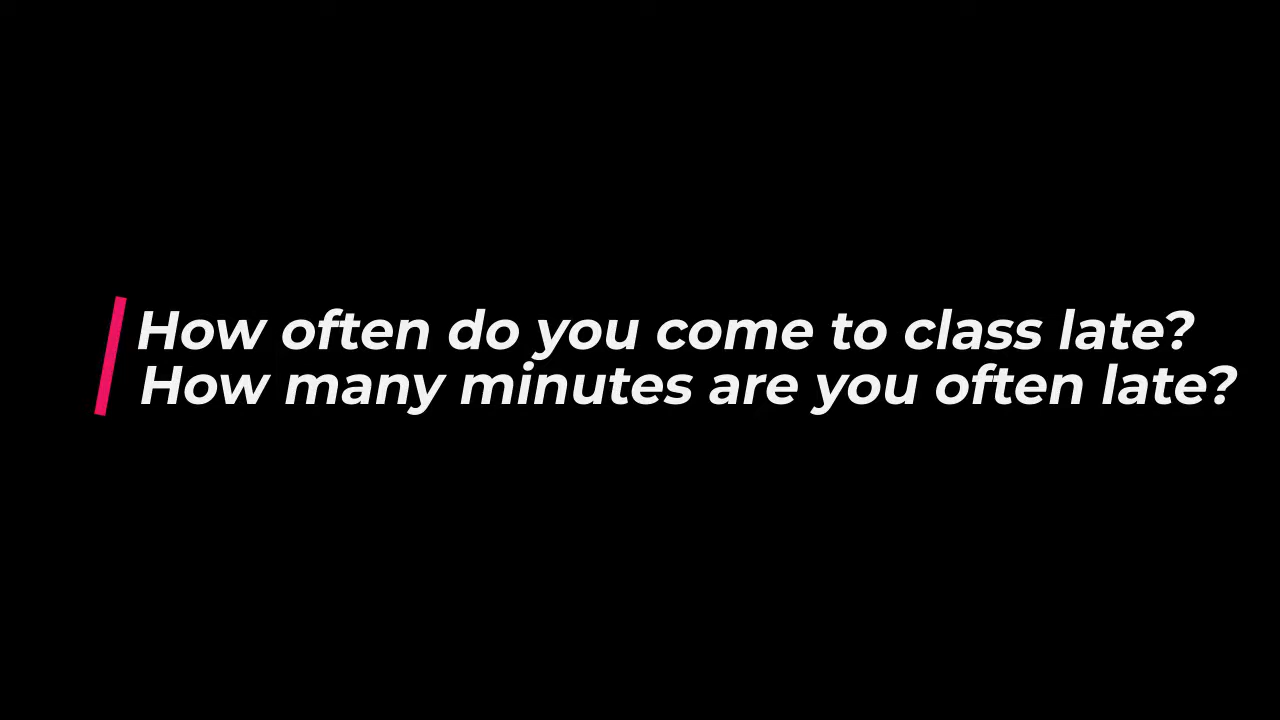 How often do you come to class late?
How many minutes are you often late?